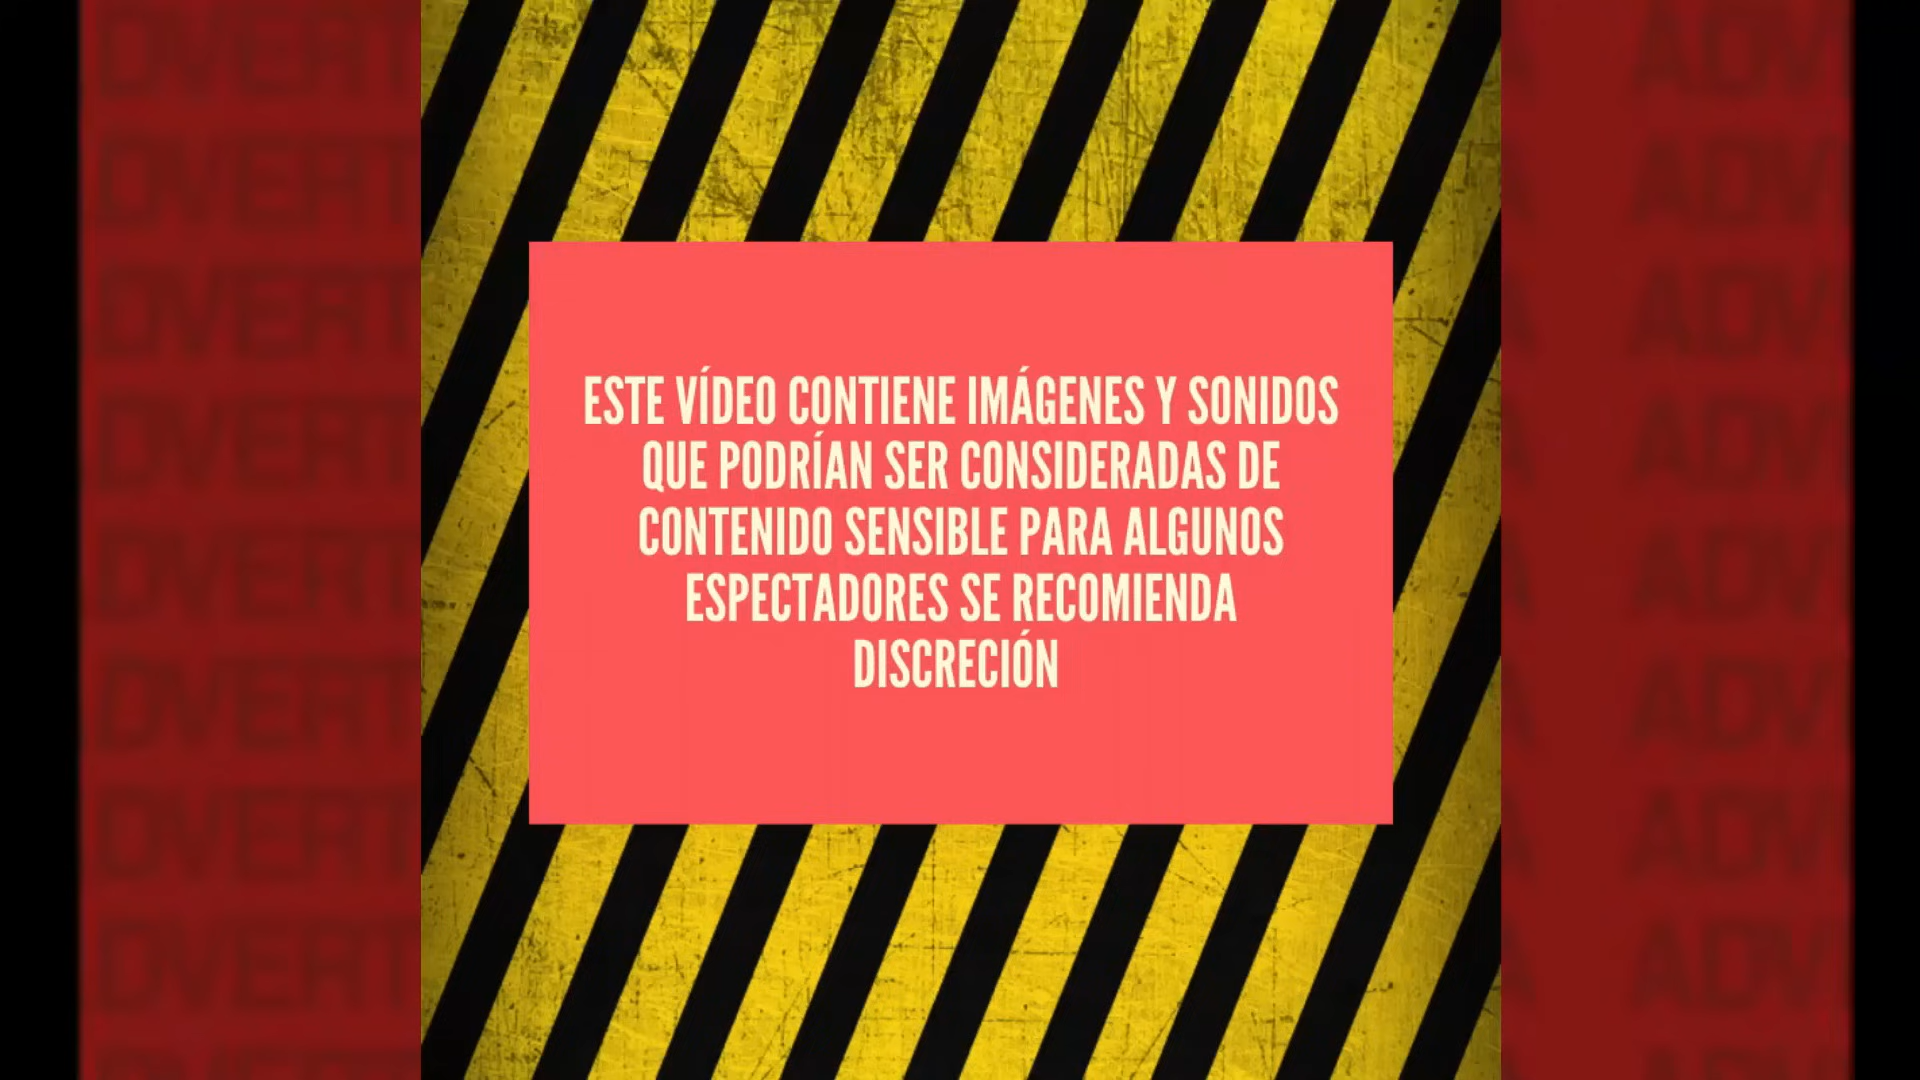 ESTE VÍDEO CONTIENE IMÁGENES Y SONIDOS
QUE PODRÍAN SER CONSIDERADAS DE
CONTENIDO SENSIBLE PARA ALGUNOS
ESPECTADORES SE RECOMIENDA
DISCRECIÓN